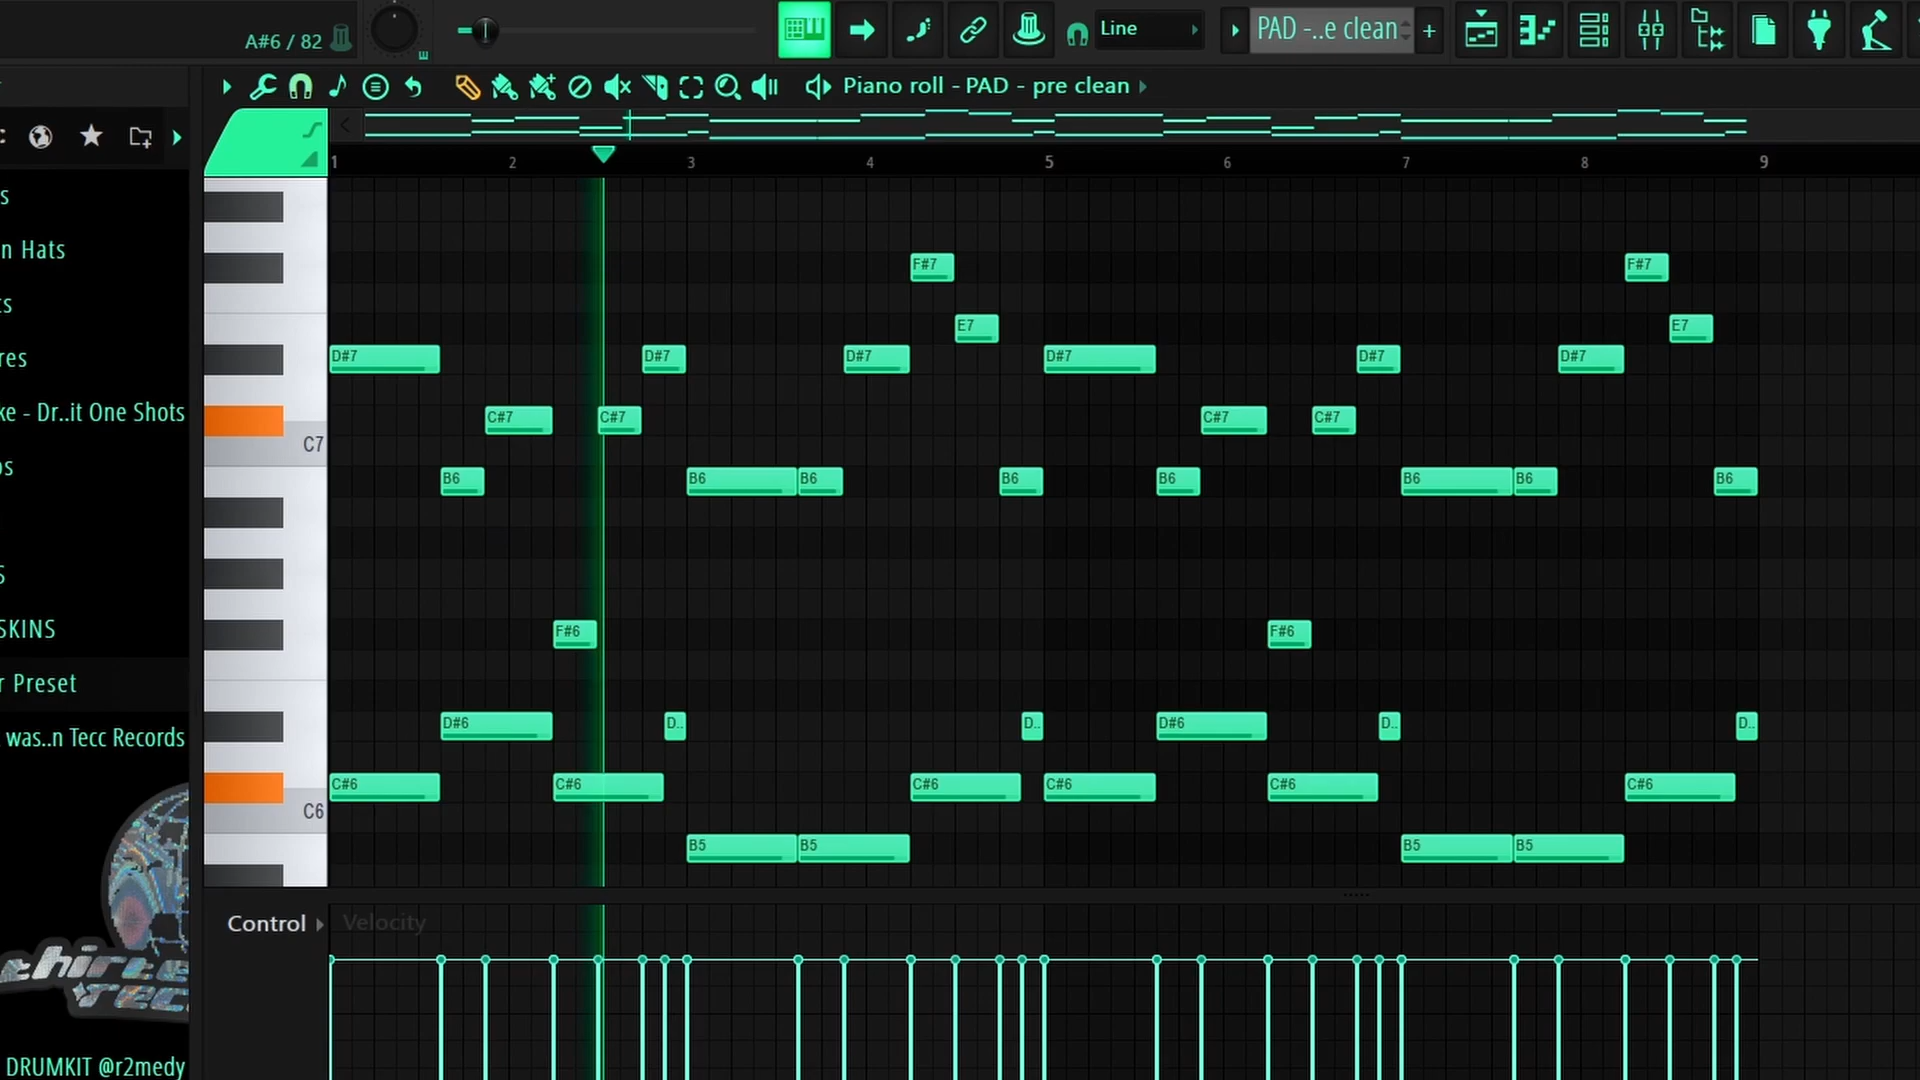 A#6 / 82
Line
PAD -..e clean
Piano roll - PAD - pre clean
1 2 3 4 5 6 7 8 9
n Hats
res
ke - Dr..it One Shots
SKINS
r Preset
was..n Tecc Records
DRUMKIT @r2medy
F#7 F#7
E7 E7
D#7 D#7 D#7 D#7 D#7 D#7
C#7 C#7 C#7 C#7
C7
B6 B6 B6 B6 B6 B6 B6 B6
F#6 F#6
D#6 D.. D.. D#6 D.. D..
C#6 C#6 C#6 C#6 C#6 C#6
C6
B5 B5 B5 B5
Control Velocity